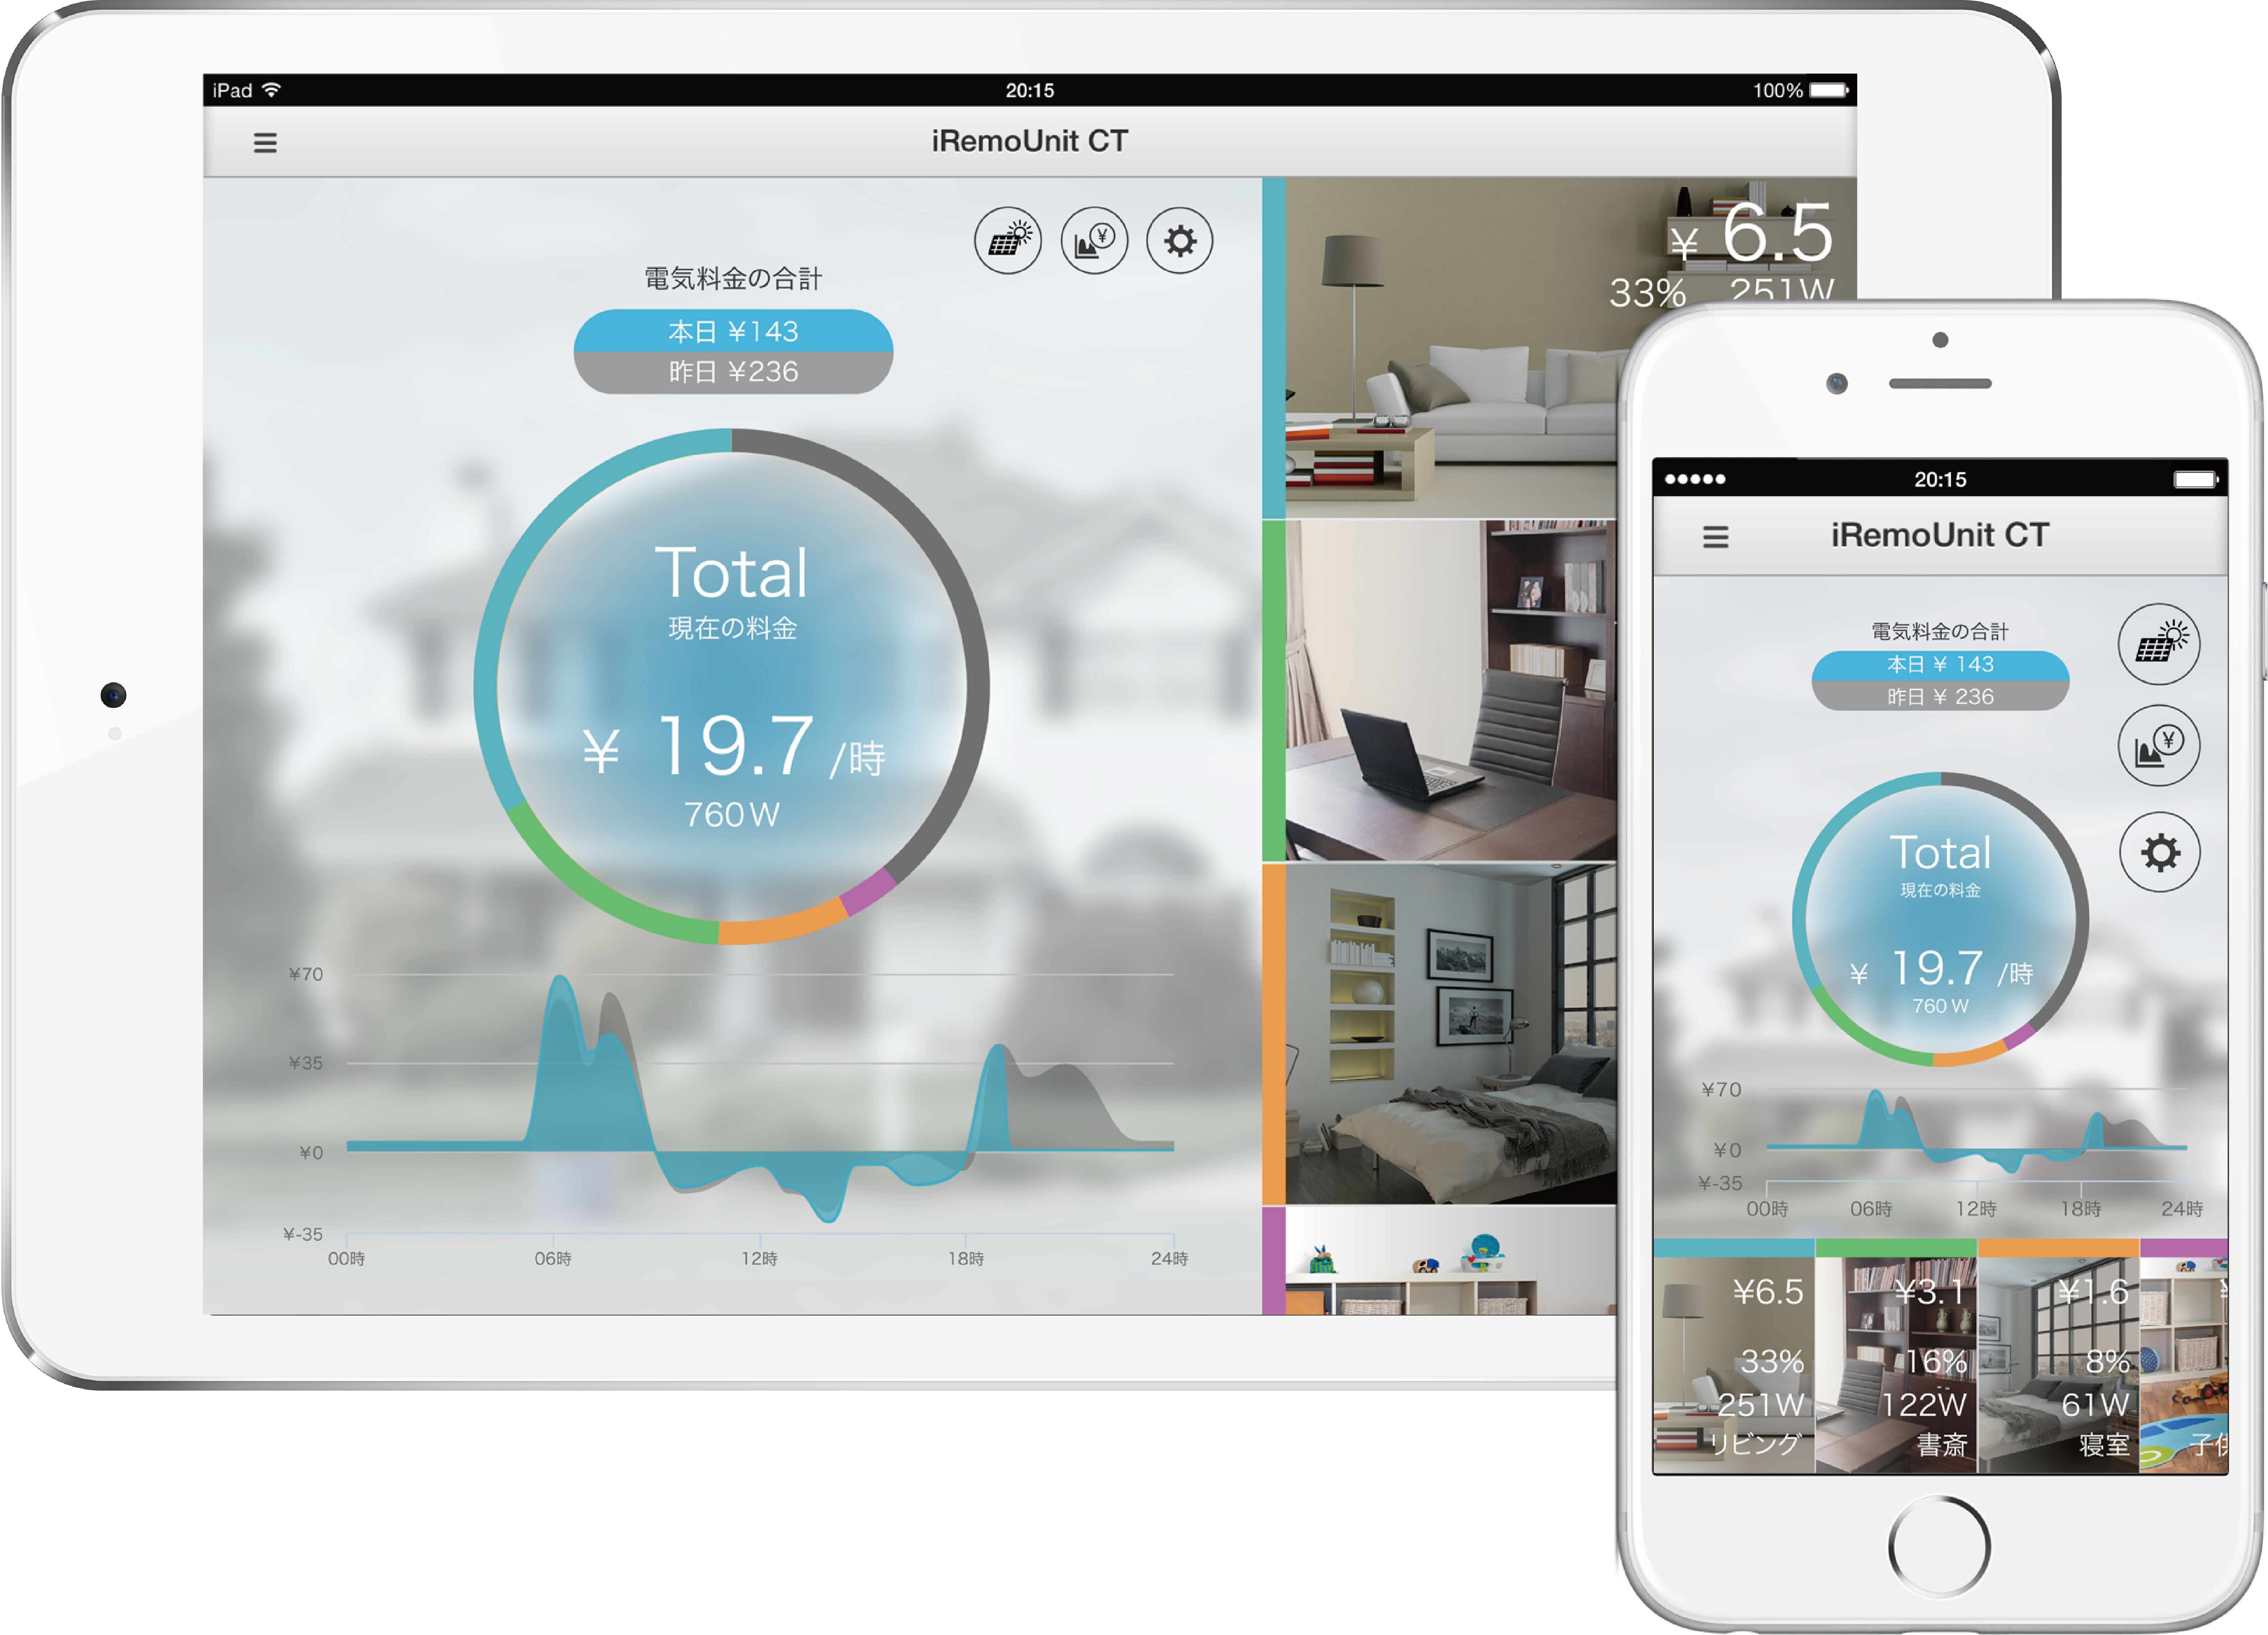 iPad 20:15 100%
iRemoUnit CT
電気料金の合計
本日 ¥143
昨日 ¥236
Total
現在の料金
¥ 19.7 /時
760W
¥70
¥35
¥0
¥-35
00時 06時 12時 18時 24時
¥ 6.5
33% 251W
20:15
iRemoUnit CT
電気料金の合計
本日 ¥ 143
昨日 ¥ 236
Total
現在の料金
¥ 19.7 /時
760 W
¥70
¥0
¥-35
00時 06時 12時 18時 24時
¥6.5 ¥3.1 ¥1.6
33% 16% 8%
251W 122W 61W
リビング 書斎 寝室 子供